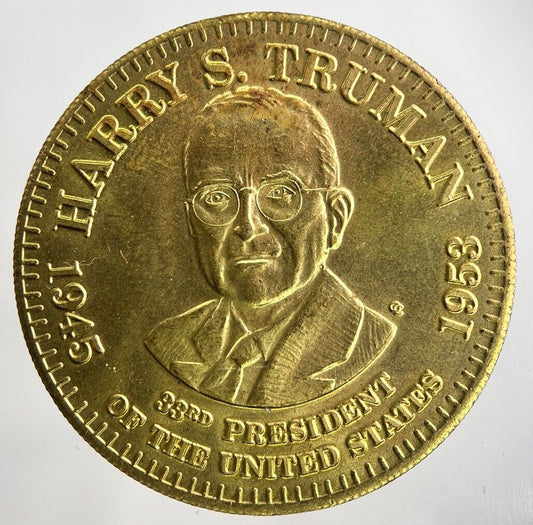 HARRY S. TRUMAN
1945
1953
33RD PRESIDENT
OF THE UNITED STATES